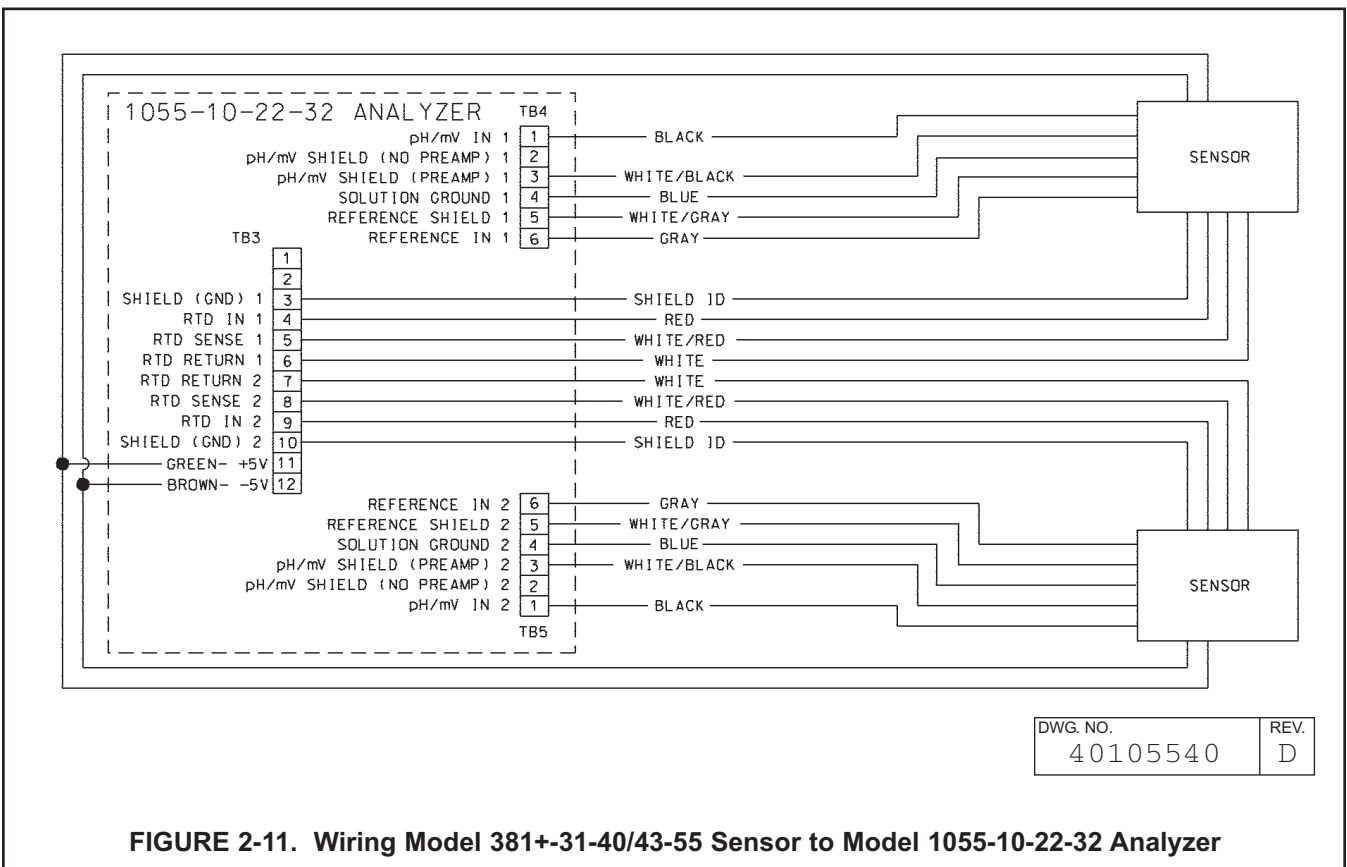 1055-10-22-32 ANALYZER TB4
pH/mV IN 1 1 BLACK
pH/mV SHIELD (NO PREAMP) 1 2
pH/mV SHIELD (PREAMP) 1 3 WHITE/BLACK
SOLUTION GROUND 1 4 BLUE
REFERENCE SHIELD 1 5 WHITE/GRAY
REFERENCE IN 1 6 GRAY
SENSOR
TB3
1
2
SHIELD (GND) 1 3 SHIELD ID
RTD IN 1 4 RED
RTD SENSE 1 5 WHITE/RED
RTD RETURN 1 6 WHITE
RTD RETURN 2 7 WHITE
RTD SENSE 2 8 WHITE/RED
RTD IN 2 9 RED
SHIELD (GND) 2 10 SHIELD ID
GREEN- +5V 11
BROWN- -5V 12
REFERENCE IN 2 6 GRAY
REFERENCE SHIELD 2 5 WHITE/GRAY
SOLUTION GROUND 2 4 BLUE
pH/mV SHIELD (PREAMP) 2 3 WHITE/BLACK
pH/mV SHIELD (NO PREAMP) 2 2
pH/mV IN 2 1 BLACK
TB5
SENSOR
DWG. NO. REV.
40105540 D
FIGURE 2-11. Wiring Model 381+-31-40/43-55 Sensor to Model 1055-10-22-32 Analyzer